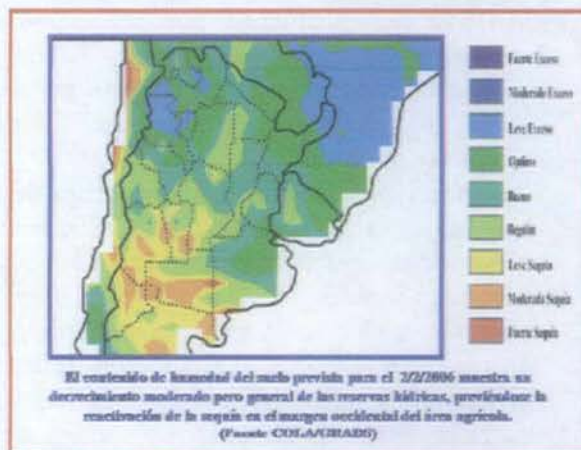 Fuerte Exceso
Moderado Exceso
Leve Exceso
Optimo
Bueno
Regular
Leve Sequía
Moderada Sequía
Fuerte Sequía
El contenido de humedad del suelo prevista para el 2/2/2006 muestra un
decrecimiento moderado pero general de las reservas hídricas, previéndose la
reactivación de la sequía en el margen occidental del área agrícola.
(Fuente COLA/GRADS)